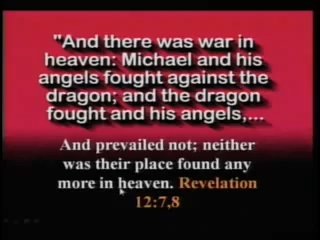 "And there was war in
heaven: Michael and his
angels fought against the
dragon; and the dragon
fought and his angels,...
And prevailed not; neither
was their place found any
more in heaven. Revelation
12:7,8